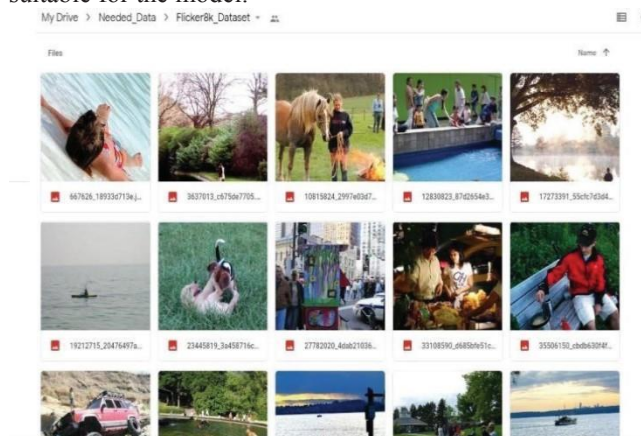 suitable for the model.
My Drive > Needed_Data > Flicker8k_Dataset
Files
Name ↑
667626_18933d713e.j...
3637013_c675de7705....
10815824_2997e03d7...
12830823_87d2654e3...
17273391_55cfc7d3d4...
19212715_20476497a...
23445819_3a458716c...
27782020_4dab21036...
33108590_d685bfe51c...
35506150_cbdb630f4f...